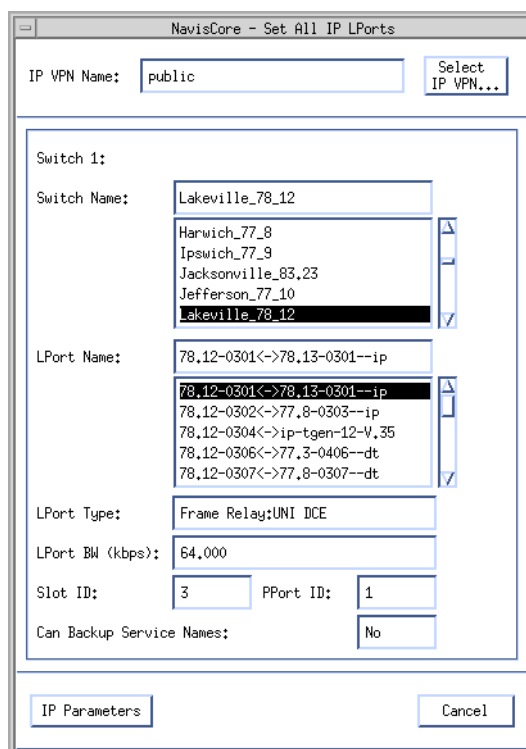 NavisCore - Set All IP LPorts
IP VPN Name: public Select IP VPN...
Switch 1:
Switch Name: Lakeville_78_12
Harwich_77_8
Ipswich_77_9
Jacksonville_83.23
Jefferson_77_10
Lakeville_78_12
LPort Name: 78.12-0301<->78.13-0301--ip
78.12-0301<->78.13-0301--ip
78.12-0302<->77.8-0303--ip
78.12-0304<->ip-tgen-12-V.35
78.12-0306<->77.3-0406--dt
78.12-0307<->77.8-0307--dt
LPort Type: Frame Relay:UNI DCE
LPort BW (kbps): 64.000
Slot ID: 3 PPort ID: 1
Can Backup Service Names: No
IP Parameters Cancel